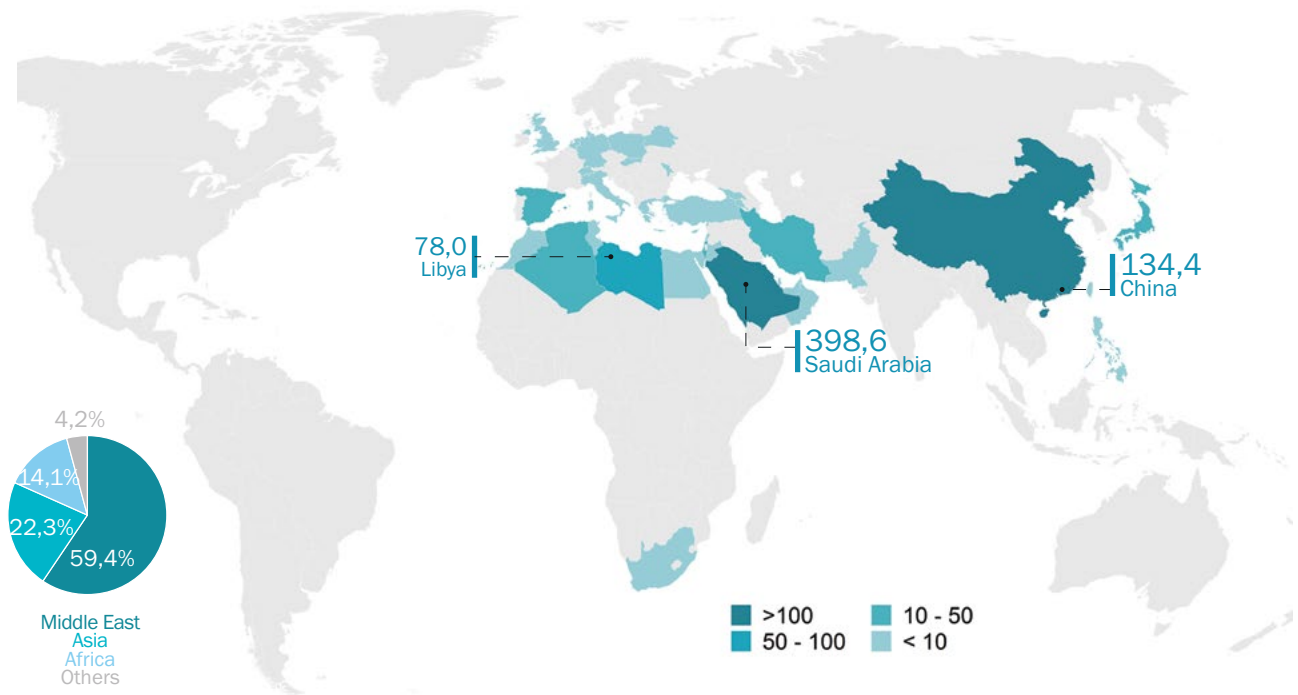 78,0
Libya
134,4
China
398,6
Saudi Arabia
4,2%
14,1%
22,3%
59,4%
Middle East
Asia
Africa
Others
>100
10 - 50
50 - 100
< 10